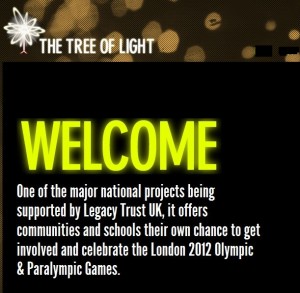 THE TREE OF LIGHT
WELCOME
One of the major national projects being
supported by Legacy Trust UK, it offers
communities and schools their own chance to get
involved and celebrate the London 2012 Olympic
& Paralympic Games.